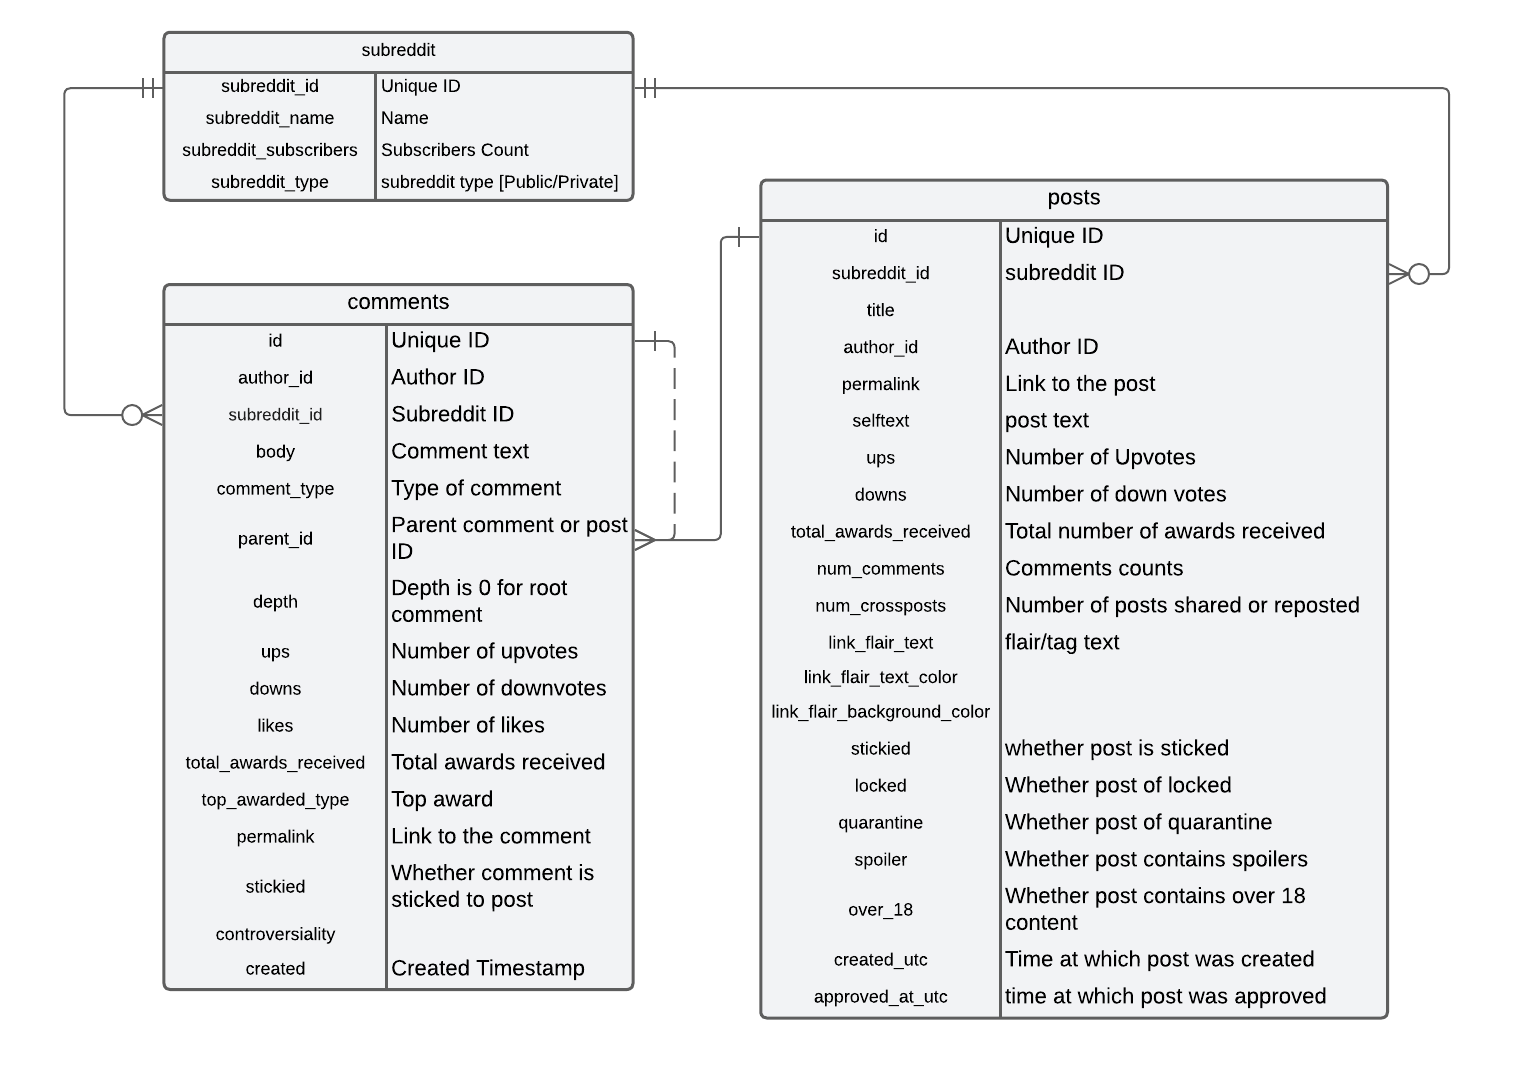 subreddit
subreddit_id Unique ID
subreddit_name Name
subreddit_subscribers Subscribers Count
subreddit_type subreddit type [Public/Private]
comments
id Unique ID
author_id Author ID
subreddit_id Subreddit ID
body Comment text
comment_type Type of comment
parent_id Parent comment or post
ID
depth Depth is 0 for root
comment
ups Number of upvotes
downs Number of downvotes
likes Number of likes
total_awards_received Total awards received
top_awarded_type Top award
permalink Link to the comment
stickied Whether comment is
sticked to post
controversiality
created Created Timestamp
posts
id Unique ID
subreddit_id subreddit ID
title
author_id Author ID
permalink Link to the post
selftext post text
ups Number of Upvotes
downs Number of down votes
total_awards_received Total number of awards received
num_comments Comments counts
num_crossposts Number of posts shared or reposted
link_flair_text flair/tag text
link_flair_text_color
link_flair_background_color
stickied whether post is sticked
locked Whether post of locked
quarantine Whether post of quarantine
spoiler Whether post contains spoilers
over_18 Whether post contains over 18
content
created_utc Time at which post was created
approved_at_utc time at which post was approved